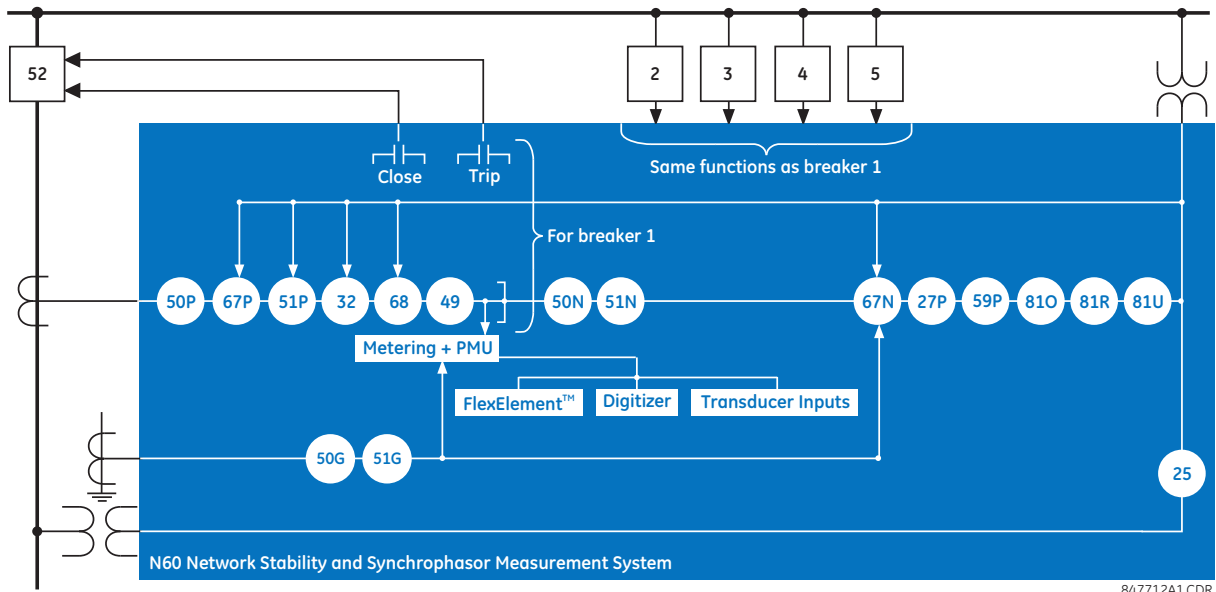 52
2
3
4
5
Close
Trip
Same functions as breaker 1
For breaker 1
50P
67P
51P
32
68
49
50N
51N
67N
27P
59P
81O
81R
81U
Metering + PMU
FlexElement™
Digitizer
Transducer Inputs
50G
51G
25
N60 Network Stability and Synchrophasor Measurement System
847712A1.CDR